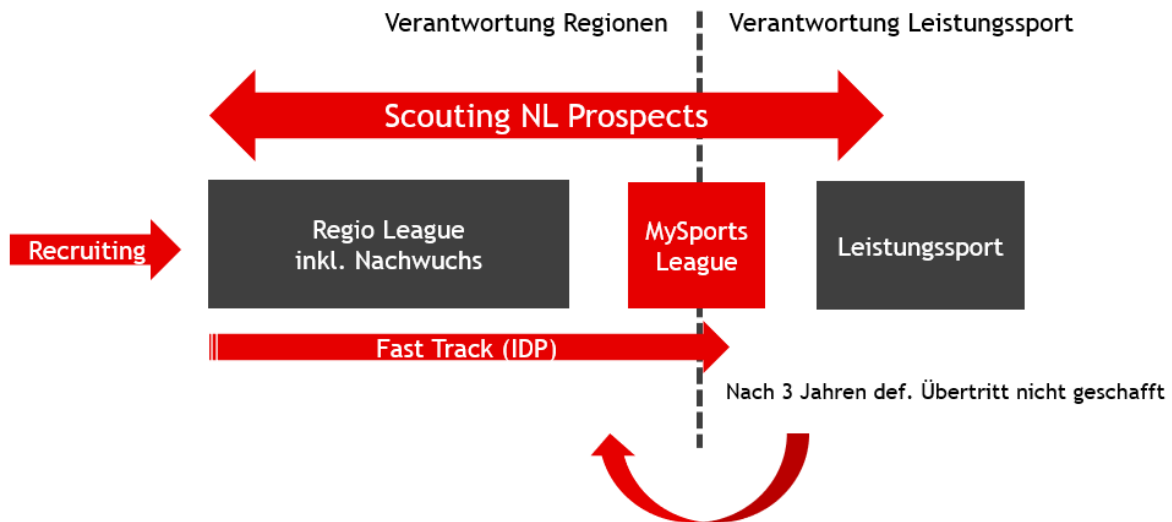 Verantwortung Regionen
Verantwortung Leistungssport
Scouting NL Prospects
Recruiting
Regio League
inkl. Nachwuchs
MySports
League
Leistungssport
Fast Track (IDP)
Nach 3 Jahren def. Übertritt nicht geschafft